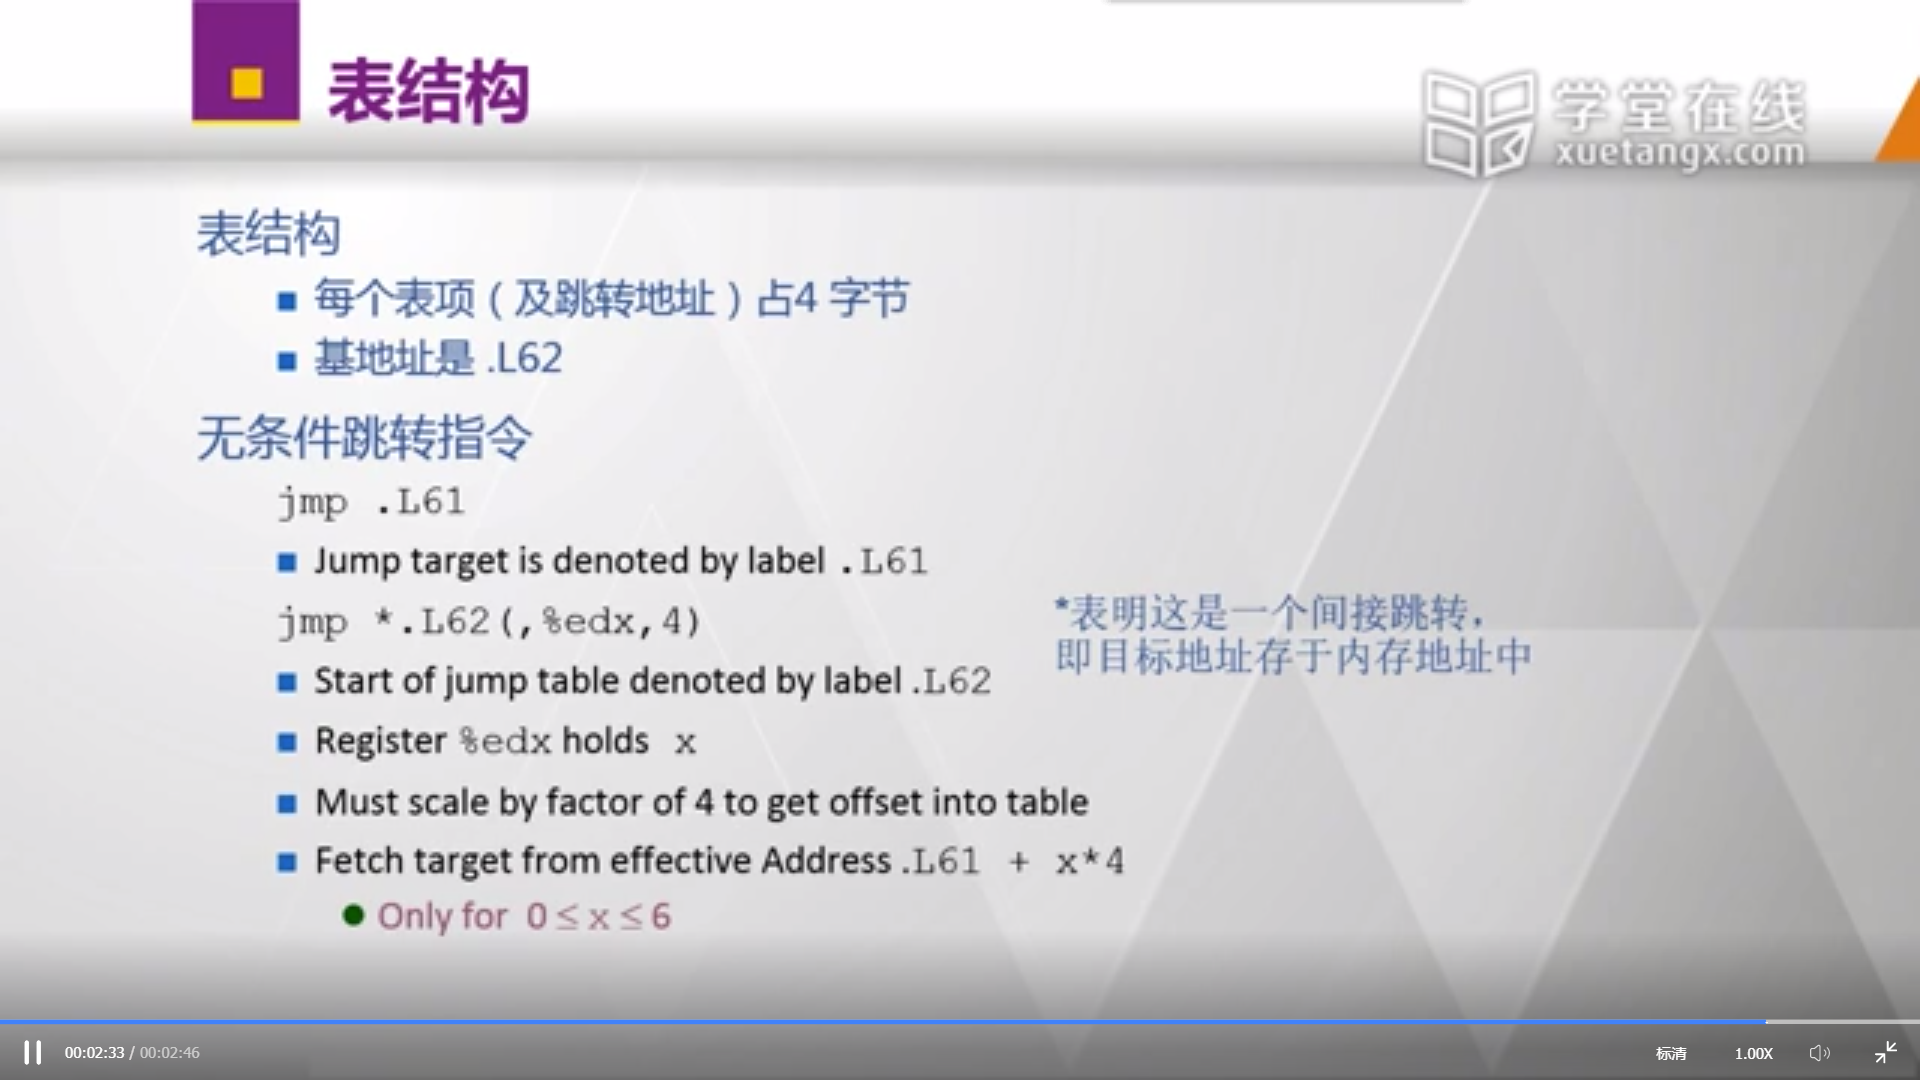 表结构
学堂在线
xuetangx.com
表结构
每个表项（及跳转地址）占4 字节
基地址是 .L62
无条件跳转指令
jmp .L61
Jump target is denoted by label .L61
jmp *.L62(,%edx,4)
*表明这是一个间接跳转，
即目标地址存于内存地址中
Start of jump table denoted by label .L62
Register %edx holds x
Must scale by factor of 4 to get offset into table
Fetch target from effective Address .L61 + x*4
Only for 0 ≤ x ≤ 6
00:02:33 / 00:02:46
标清
1.00X